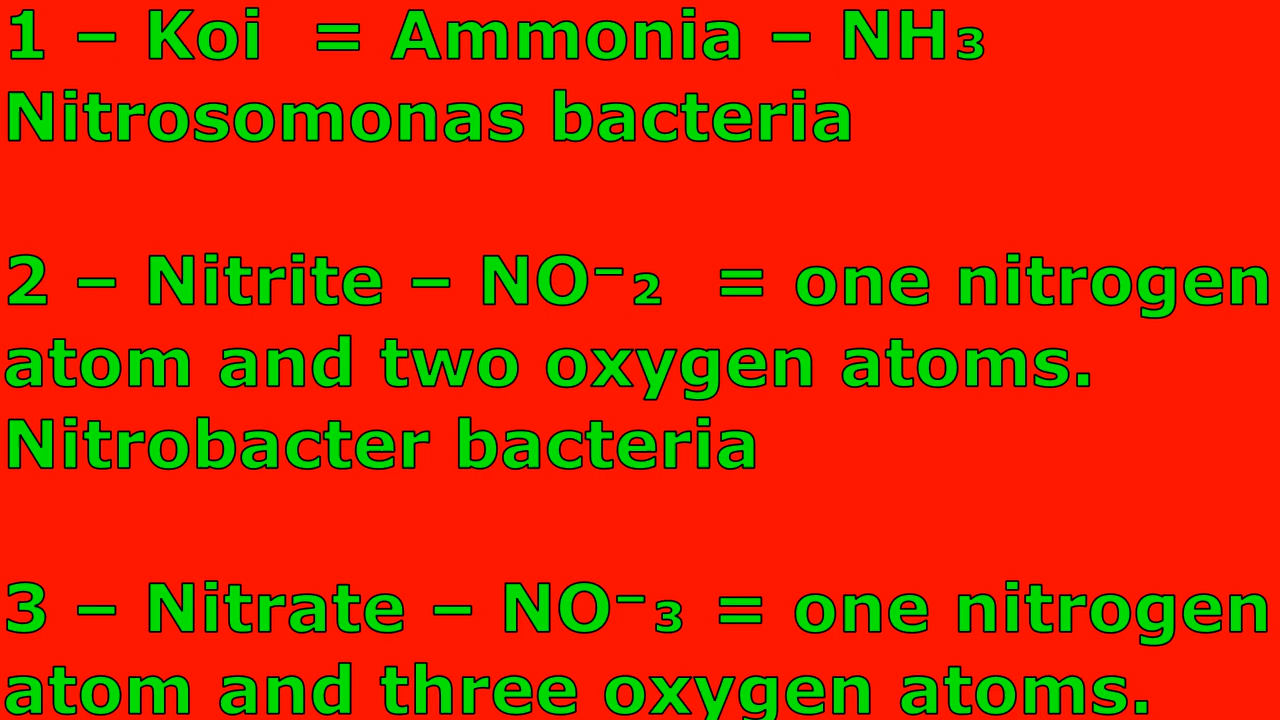 1 – Koi  = Ammonia – NH₃
Nitrosomonas bacteria
2 – Nitrite – NO⁻₂  = one nitrogen
atom and two oxygen atoms.
Nitrobacter bacteria
3 – Nitrate – NO⁻₃ = one nitrogen
atom and three oxygen atoms.